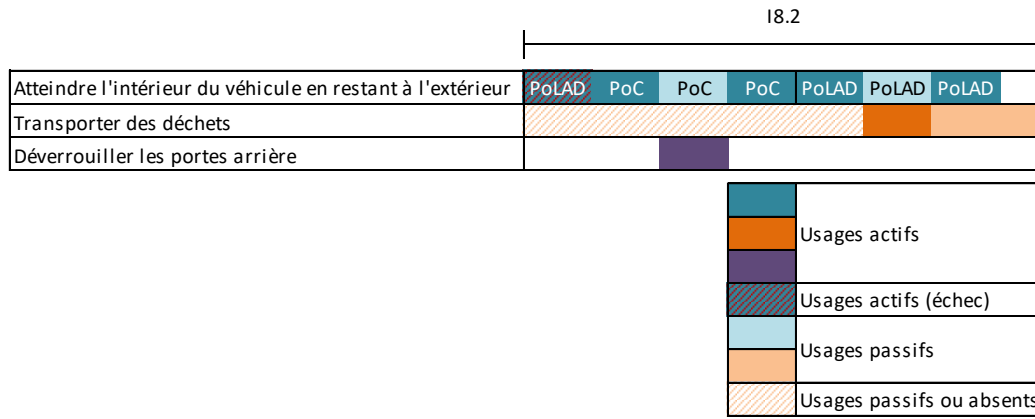 I8.2
Atteindre l'intérieur du véhicule en restant à l'extérieur PoLAD PoC PoC PoC PoLAD PoLAD PoLAD
Transporter des déchets
Déverrouiller les portes arrière
Usages actifs
Usages actifs (échec)
Usages passifs
Usages passifs ou absents